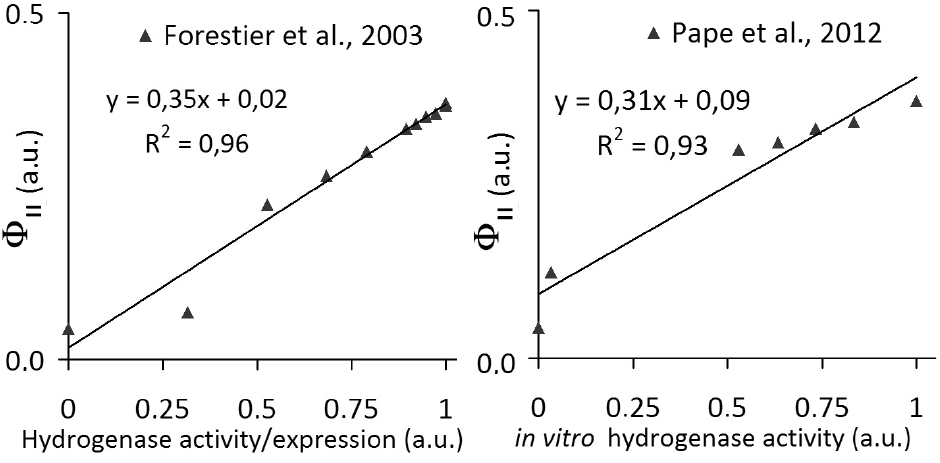 0.5
▲ Forestier et al., 2003
y = 0,35x + 0,02
R² = 0,96
ΦII (a.u.)
0.0
0 0.25 0.5 0.75 1
Hydrogenase activity/expression (a.u.)
0.5
▲ Pape et al., 2012
y = 0,31x + 0,09
R² = 0,93
ΦII (a.u.)
0.0
0 0.25 0.5 0.75 1
in vitro hydrogenase activity (a.u.)